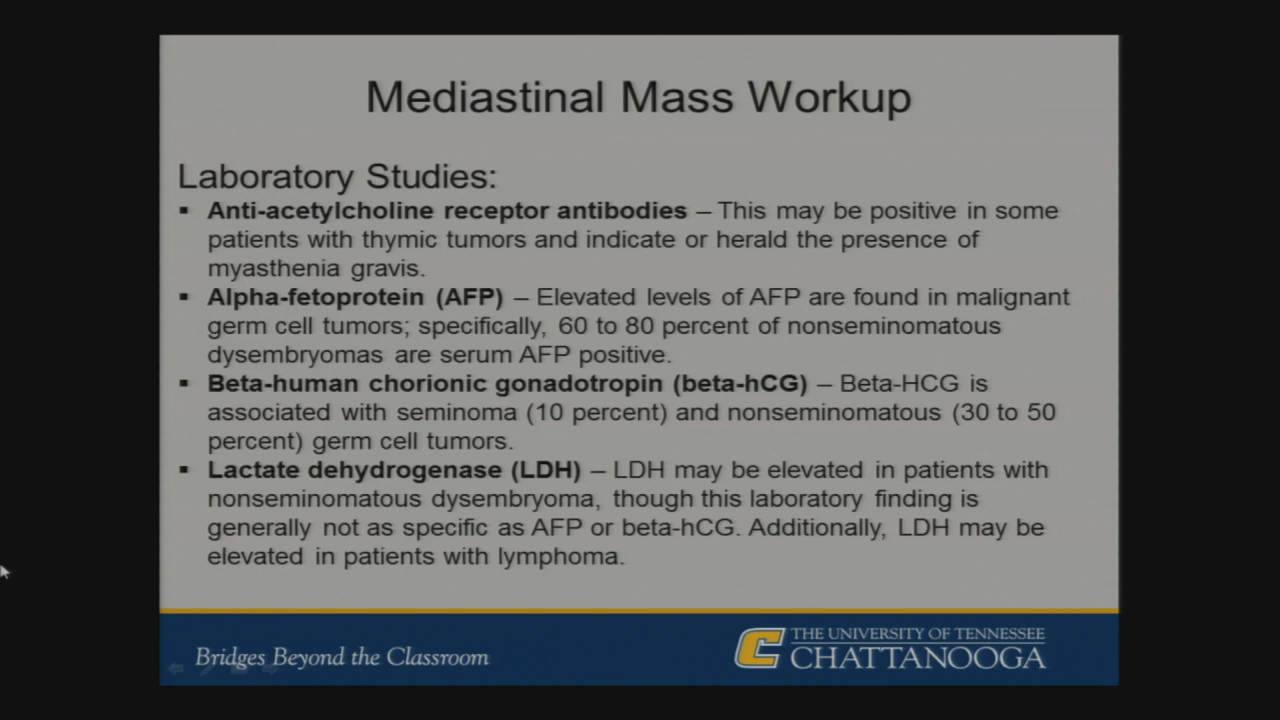 Mediastinal Mass Workup
Laboratory Studies:
▪ Anti-acetylcholine receptor antibodies – This may be positive in some
patients with thymic tumors and indicate or herald the presence of
myasthenia gravis.
▪ Alpha-fetoprotein (AFP) – Elevated levels of AFP are found in malignant
germ cell tumors; specifically, 60 to 80 percent of nonseminomatous
dysembryomas are serum AFP positive.
▪ Beta-human chorionic gonadotropin (beta-hCG) – Beta-HCG is
associated with seminoma (10 percent) and nonseminomatous (30 to 50
percent) germ cell tumors.
▪ Lactate dehydrogenase (LDH) – LDH may be elevated in patients with
nonseminomatous dysembryoma, though this laboratory finding is
generally not as specific as AFP or beta-hCG. Additionally, LDH may be
elevated in patients with lymphoma.
Bridges Beyond the Classroom
C THE UNIVERSITY OF TENNESSEE
CHATTANOOGA